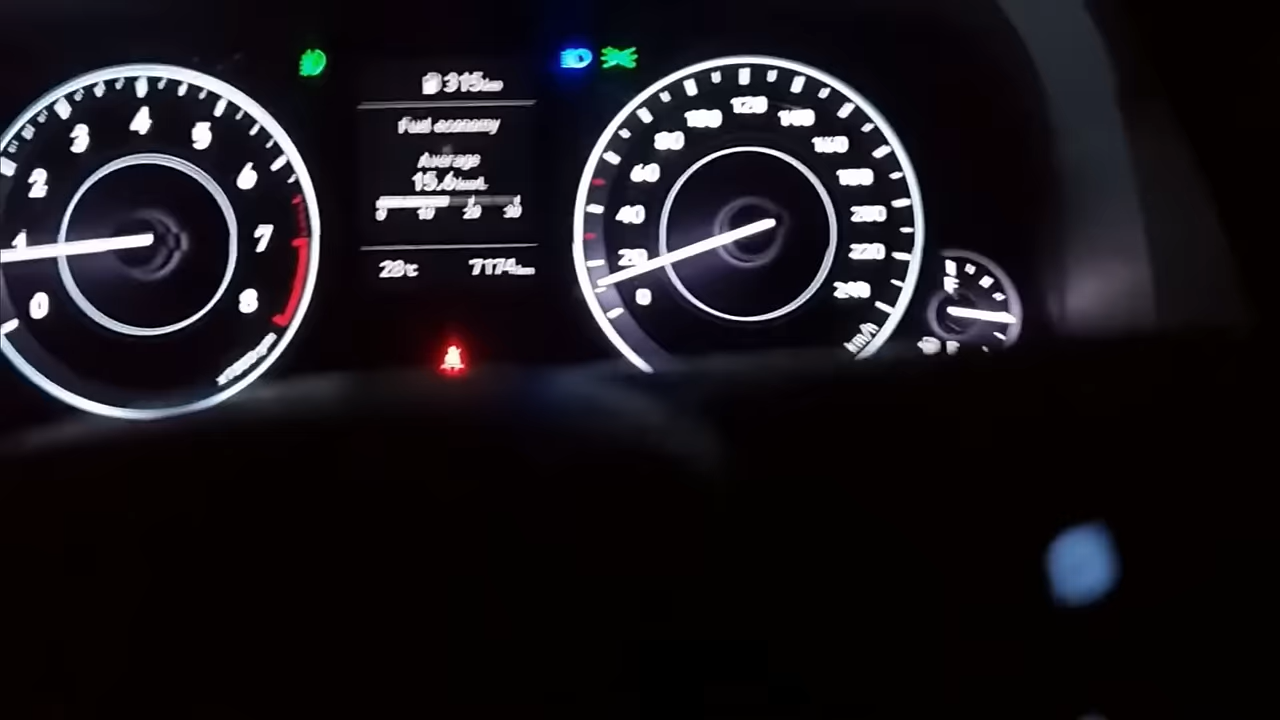 0 1 2 3 4 5 6 7 8
x1000rpm
315km
Fuel economy
Average
15.6km/L
0 10 20 30
28°C 7174km
0 20 40 60 80 100 120 140 160 180 200 220 240
km/h
F